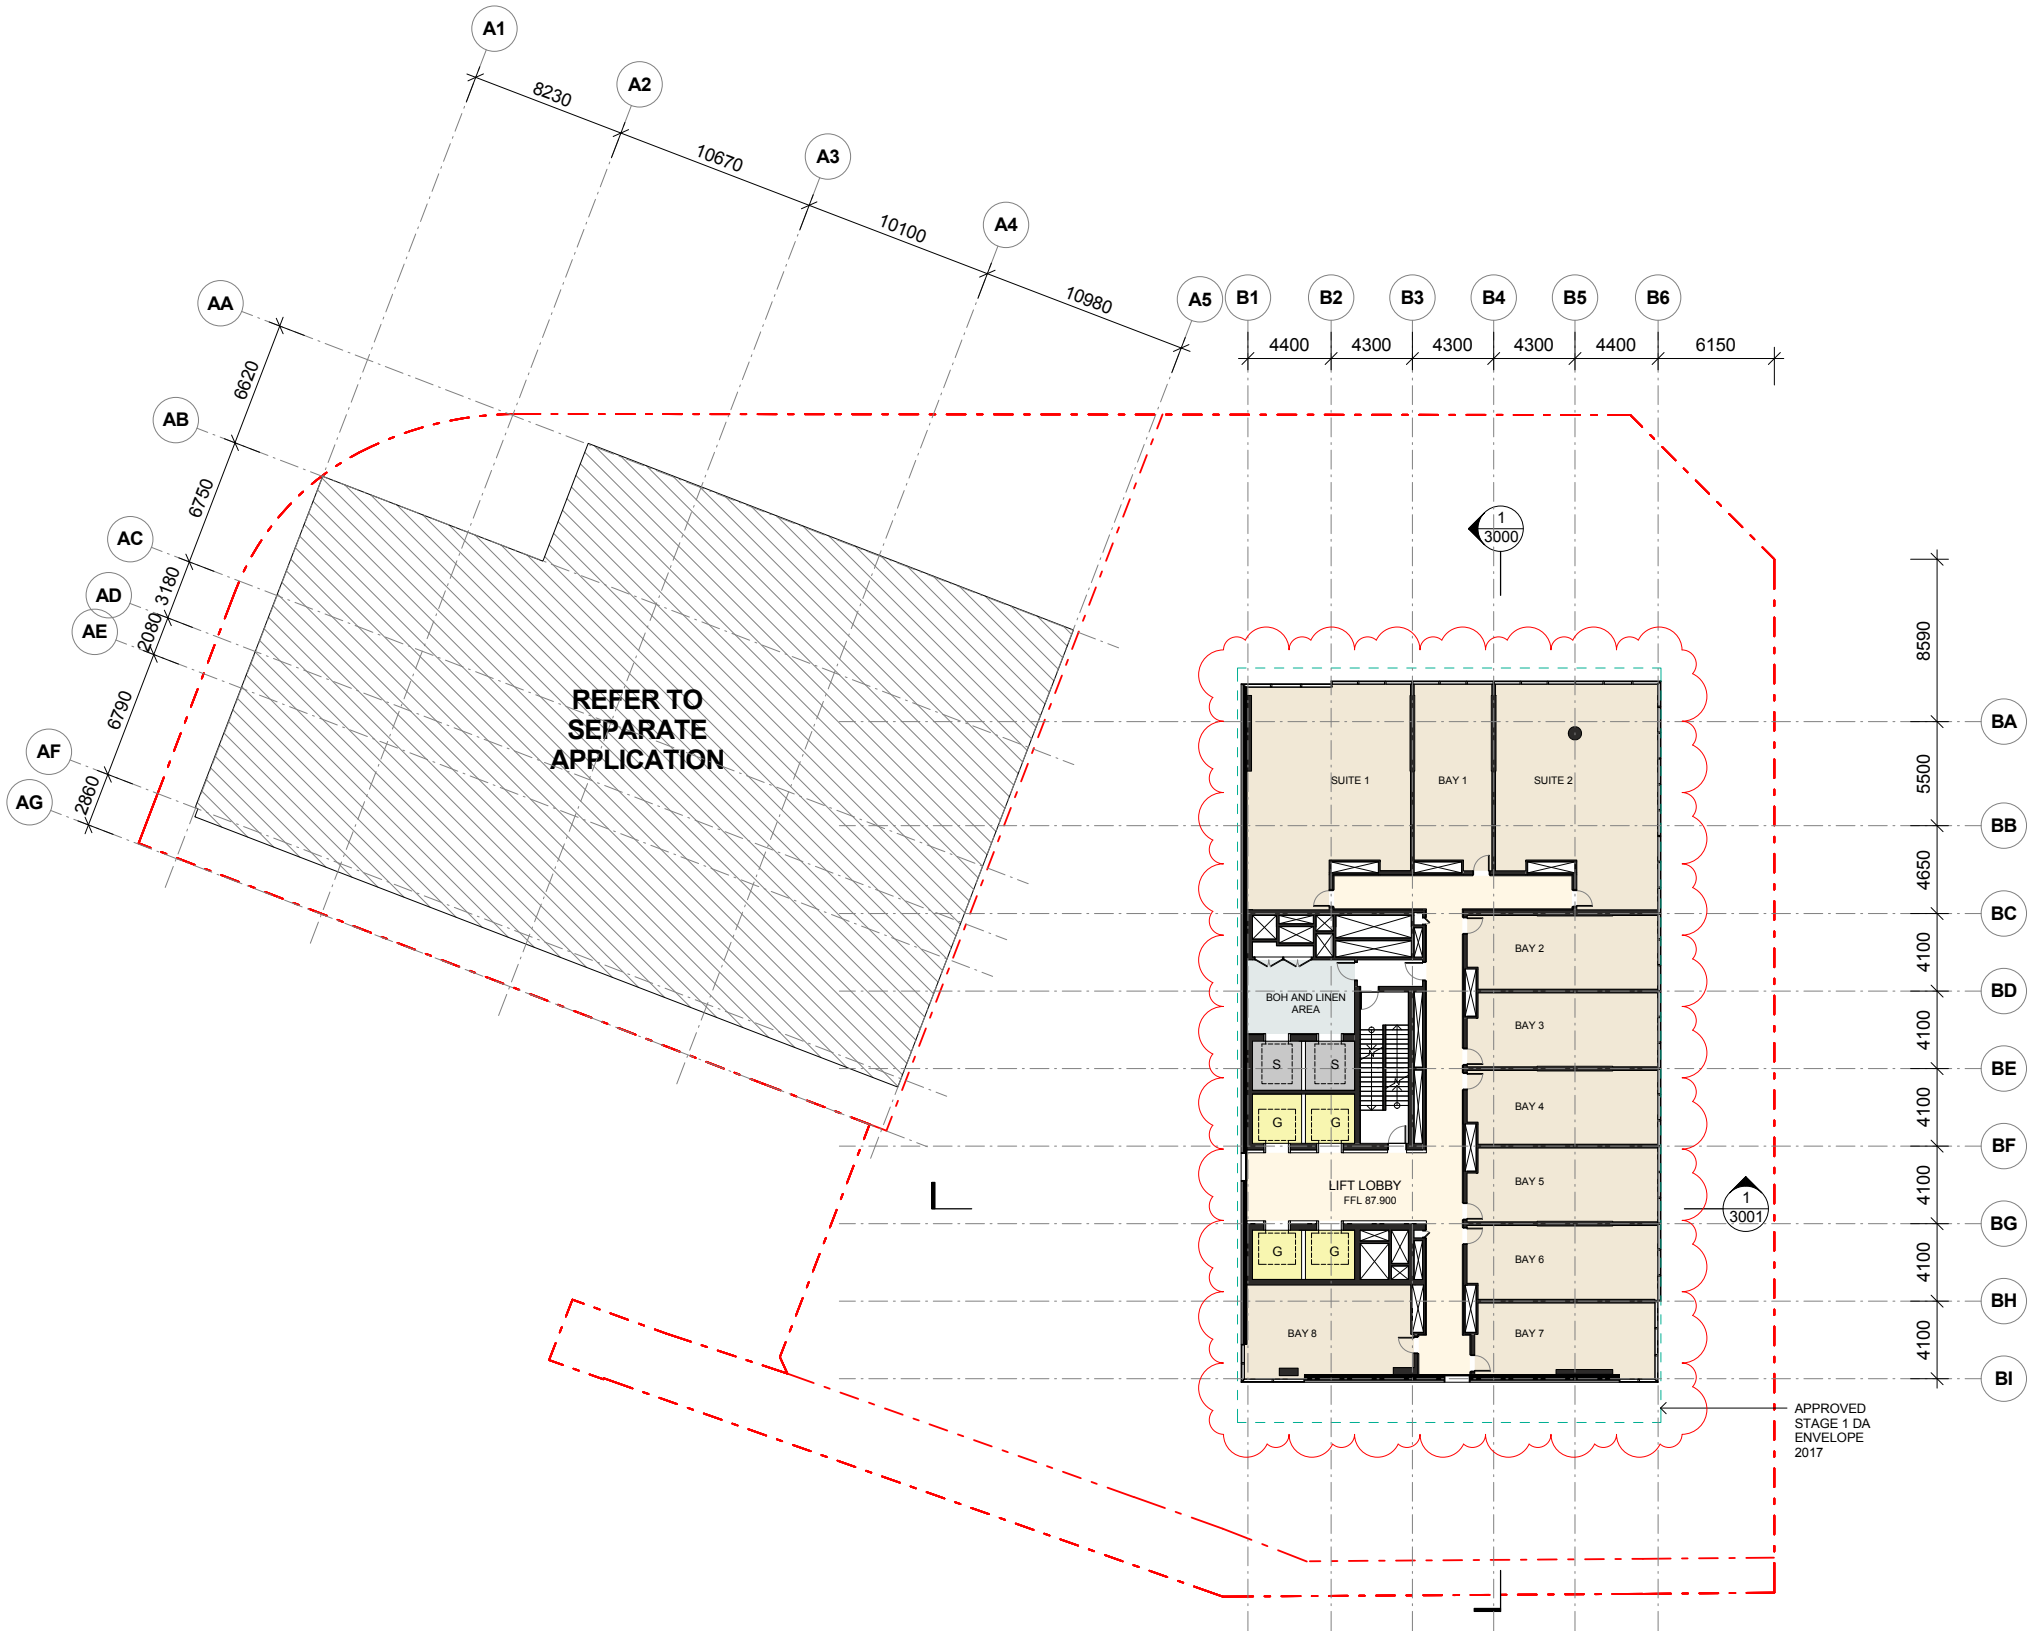 A1
A2
A3
A4
A5
8230
10670
10100
10980
AA
AB
AC
AD
AE
AF
AG
6620
6750
3180
2080
6790
2860
B1
B2
B3
B4
B5
B6
4400
4300
4300
4300
4400
6150
1
3000
REFER TO
SEPARATE
APPLICATION
SUITE 1
BAY 1
SUITE 2
BAY 2
BOH AND LINEN
AREA
BAY 3
S
S
BAY 4
G
G
LIFT LOBBY
FFL 87.900
BAY 5
G
G
BAY 6
BAY 8
BAY 7
1
3001
8590
5500
4650
4100
4100
4100
4100
4100
4100
BA
BB
BC
BD
BE
BF
BG
BH
BI
APPROVED
STAGE 1 DA
ENVELOPE
2017